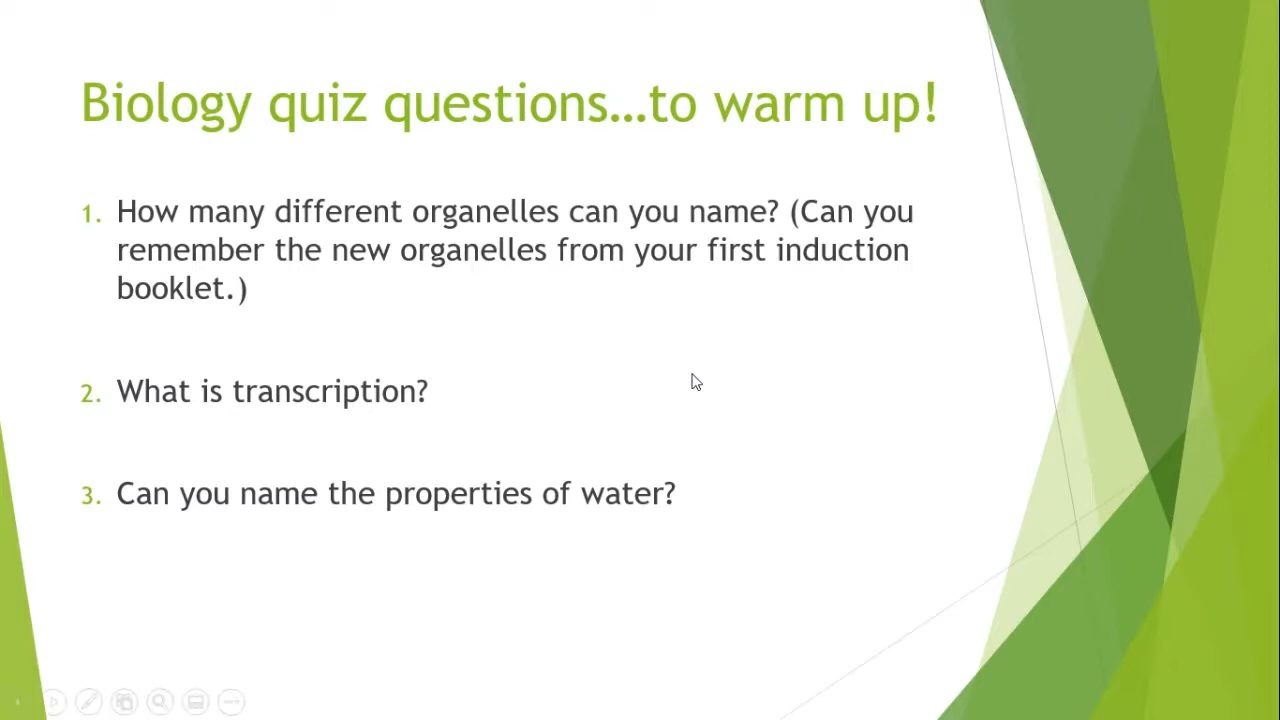 Biology quiz questions…to warm up!
1. How many different organelles can you name? (Can you
remember the new organelles from your first induction
booklet.)
2. What is transcription?
3. Can you name the properties of water?